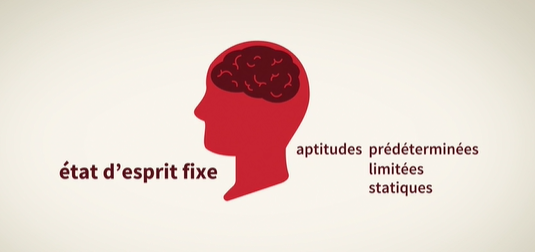 état d’esprit fixe
aptitudes prédéterminées
limitées
statiques